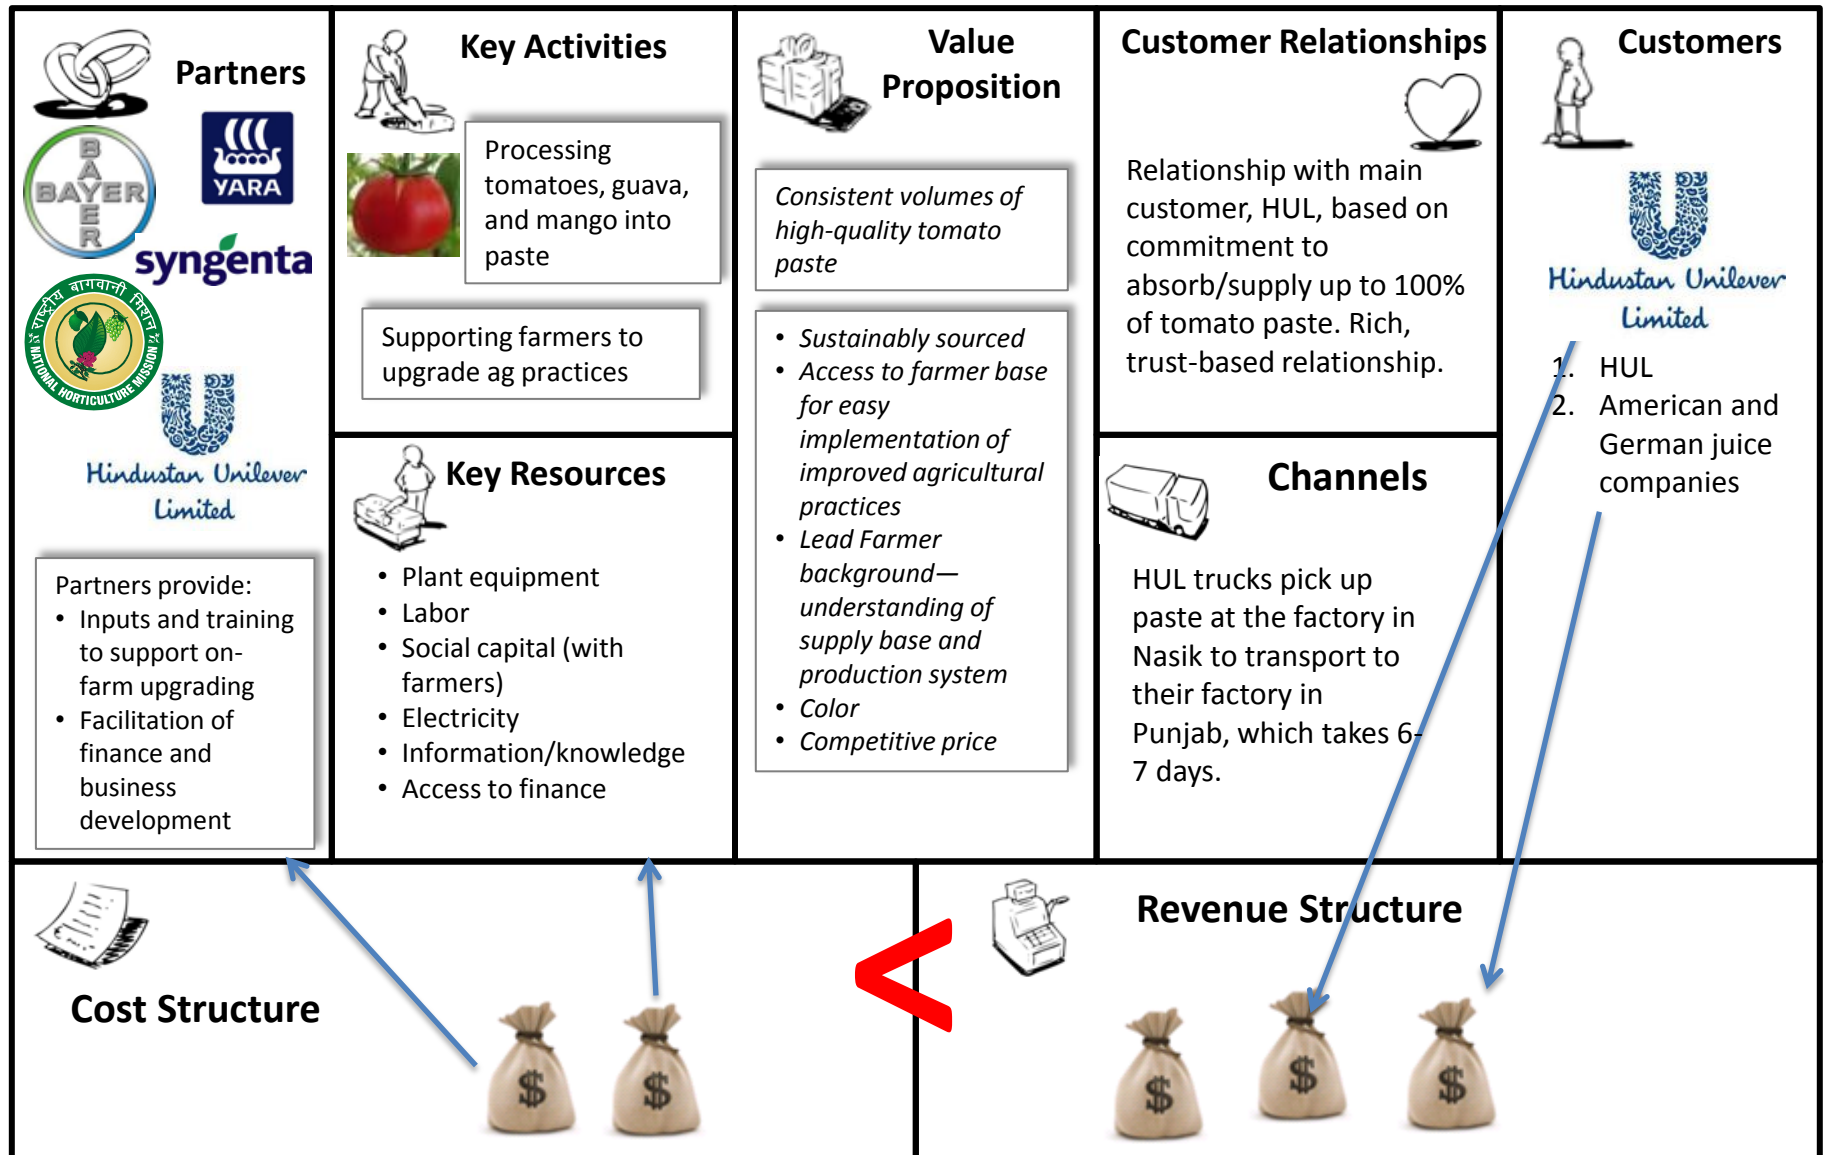 Partners
BAYER
BAYER
YARA
syngenta
राष्ट्रीय बागवानी मिशन
NATIONAL HORTICULTURE MISSION
Hindustan Unilever
Limited
Partners provide:
• Inputs and training
to support on-
farm upgrading
• Facilitation of
finance and
business
development
Key Activities
Processing
tomatoes, guava,
and mango into
paste
Supporting farmers to
upgrade ag practices
Key Resources
• Plant equipment
• Labor
• Social capital (with
farmers)
• Electricity
• Information/knowledge
• Access to finance
Value
Proposition
Consistent volumes of
high-quality tomato
paste
• Sustainably sourced
• Access to farmer base
for easy
implementation of
improved agricultural
practices
• Lead Farmer
background—
understanding of
supply base and
production system
• Color
• Competitive price
Customer Relationships
Relationship with main
customer, HUL, based on
commitment to
absorb/supply up to 100%
of tomato paste. Rich,
trust-based relationship.
Channels
HUL trucks pick up
paste at the factory in
Nasik to transport to
their factory in
Punjab, which takes 6-
7 days.
Customers
Hindustan Unilever
Limited
1. HUL
2. American and
German juice
companies
Cost Structure
$
$
<
Revenue Structure
$
$
$